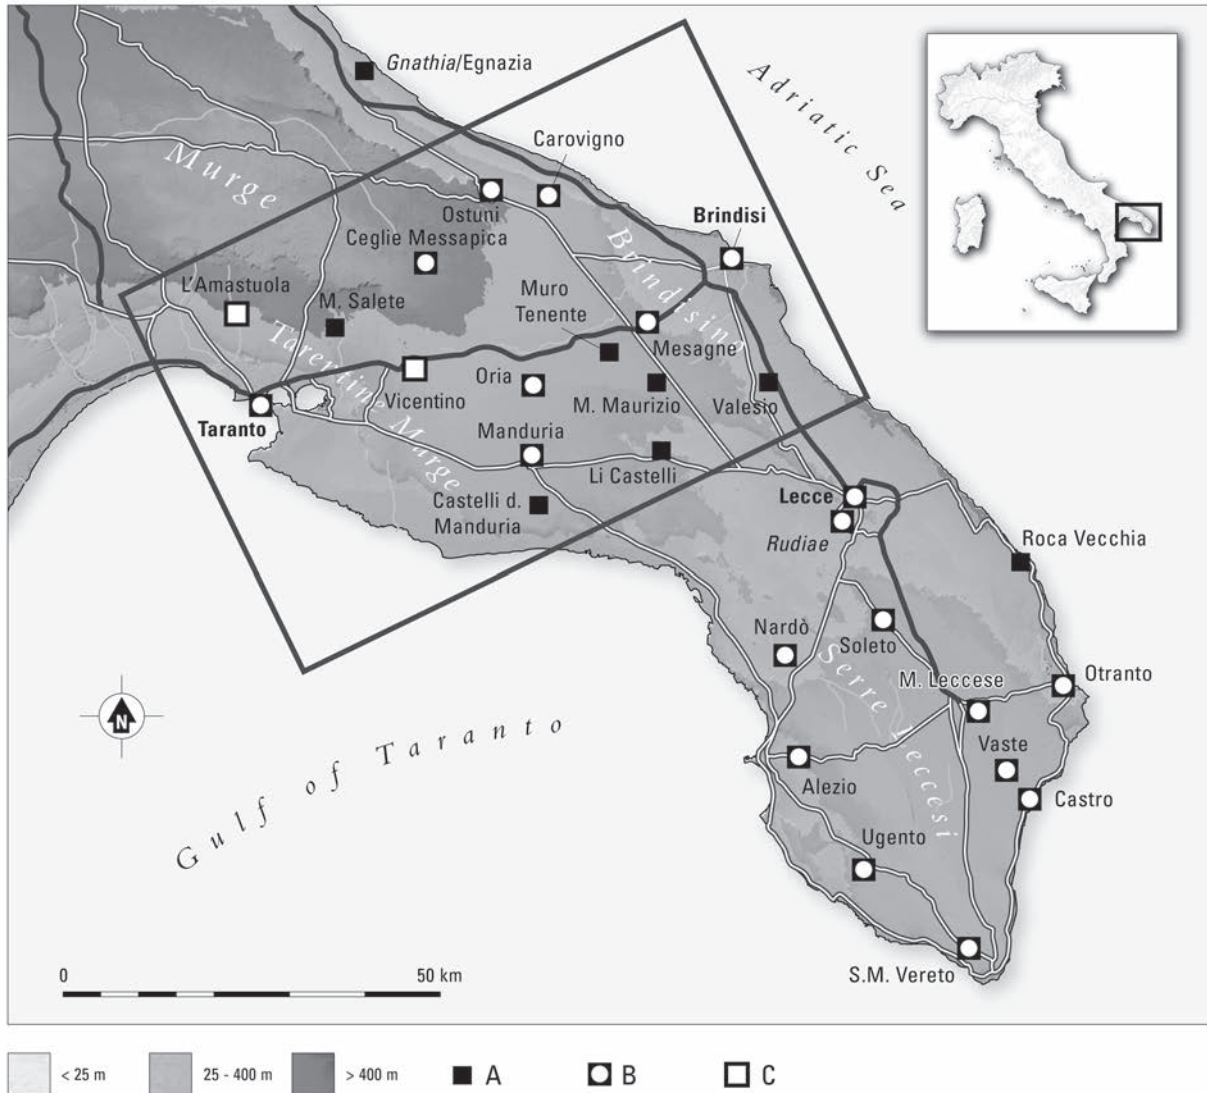 Gnathia/Egnazia
Adriatic Sea
Carovigno
Murge
Ostuni
Brindisi
Ceglie Messapica
Brindisino
L'Amastuola
M. Salete
Muro
Tenente
Tarentine Murge
Mesagne
Oria
Vicentino
M. Maurizio
Valesio
Taranto
Manduria
Li Castelli
Castelli d.
Manduria
Lecce
Rudiae
Roca Vecchia
Nardò
Soleto
Serre Leccesi
M. Leccese
Otranto
N
Gulf of Taranto
Vaste
Alezio
Castro
Ugento
S.M. Vereto
0 50 km
< 25 m 25 - 400 m > 400 m A B C